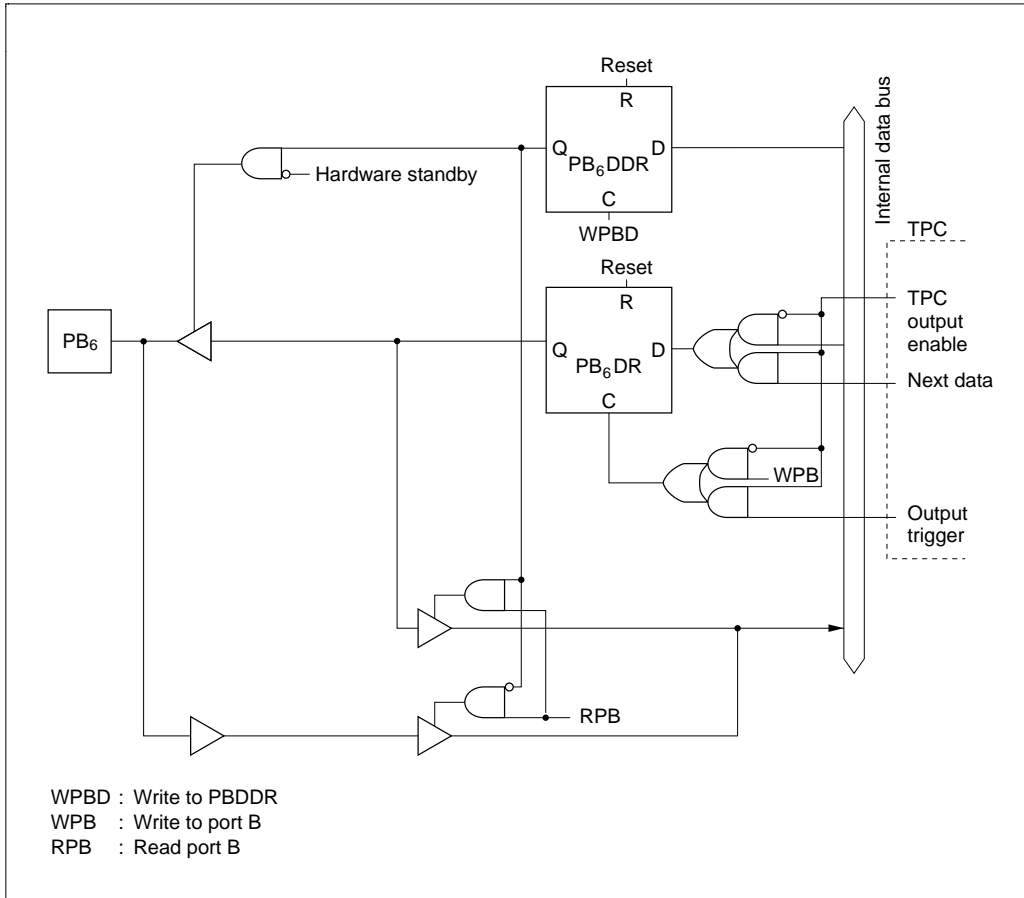 Reset
R
Internal data bus
Q
D
PB6DDR
Hardware standby
C
WPBD
TPC
Reset
R
TPC
output
enable
PB6
Q
D
PB6DR
Next data
C
WPB
Output
trigger
RPB
WPBD : Write to PBDDR
WPB : Write to port B
RPB : Read port B